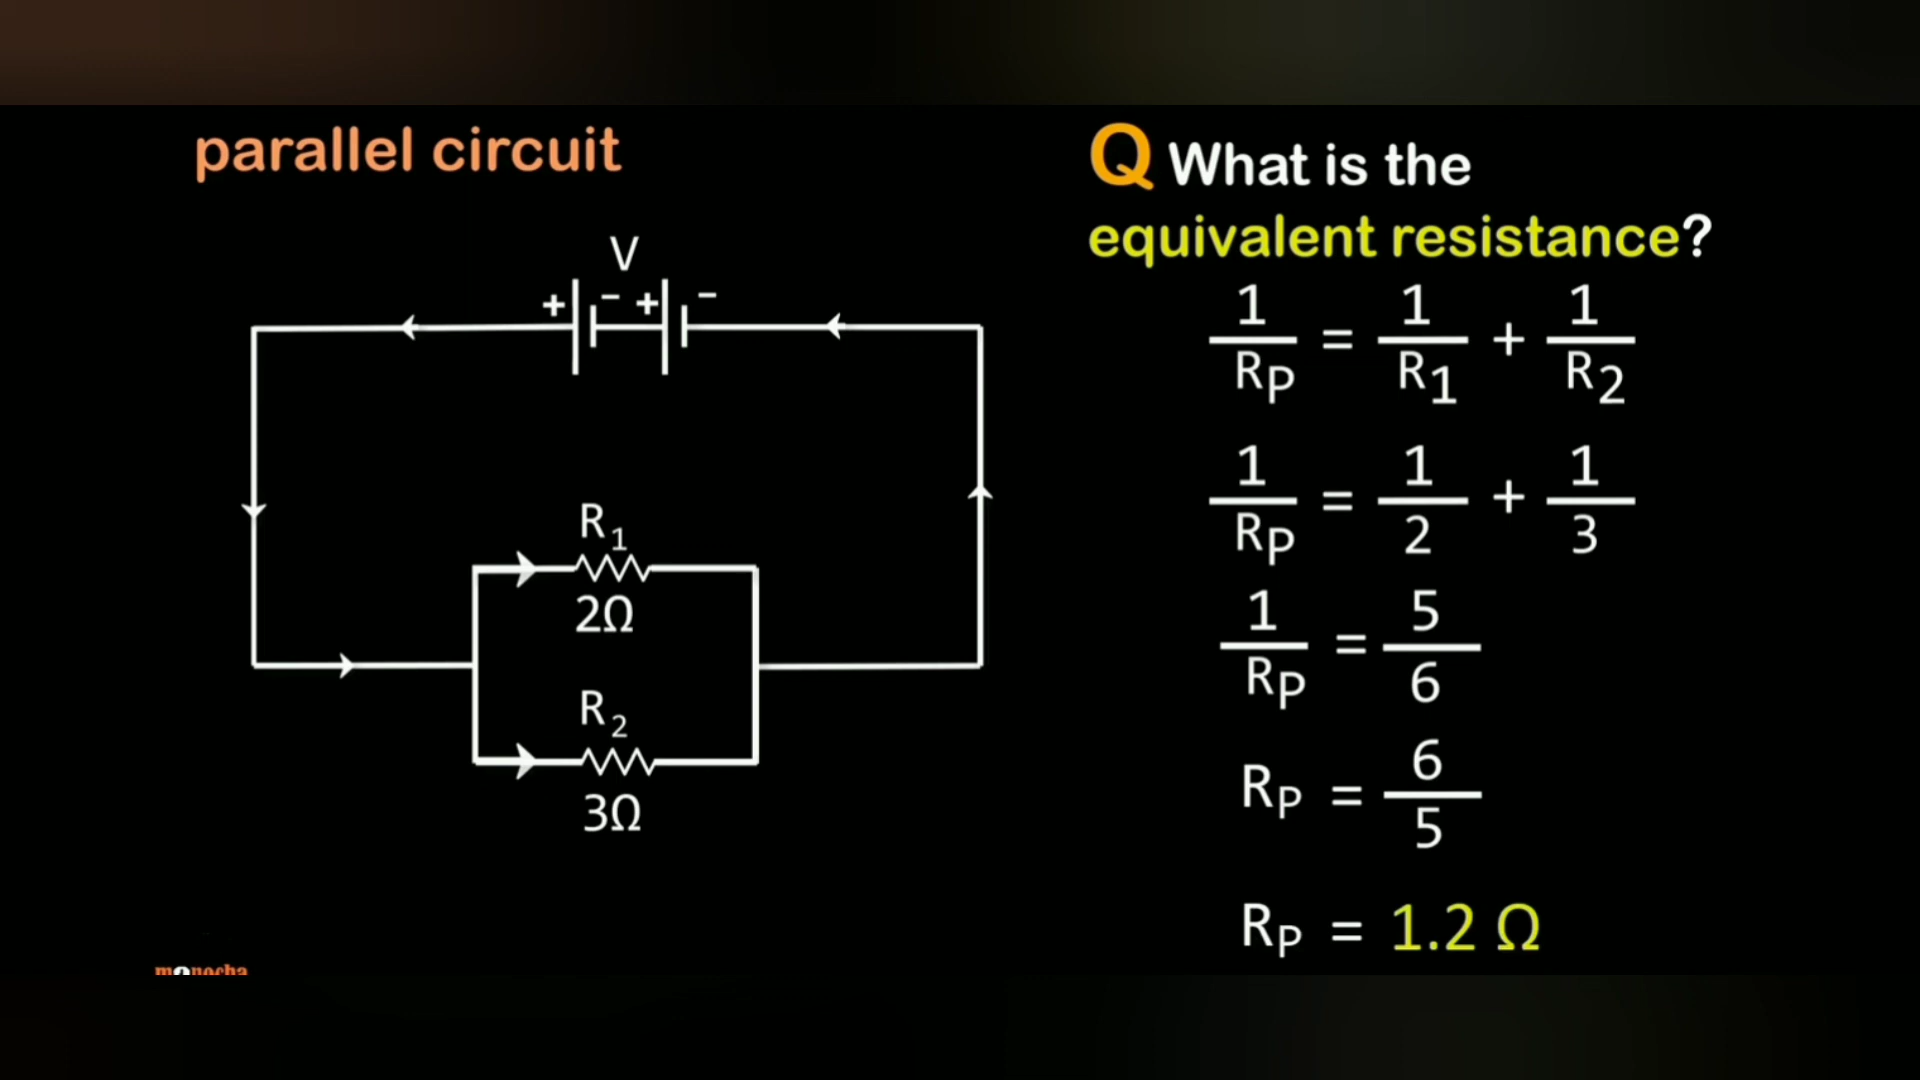 parallel circuit
V
+ − + −
R1
2Ω
R2
3Ω
Q What is the
equivalent resistance?
1/RP = 1/R1 + 1/R2
1/RP = 1/2 + 1/3
1/RP = 5/6
RP = 6/5
RP = 1.2 Ω
manocha